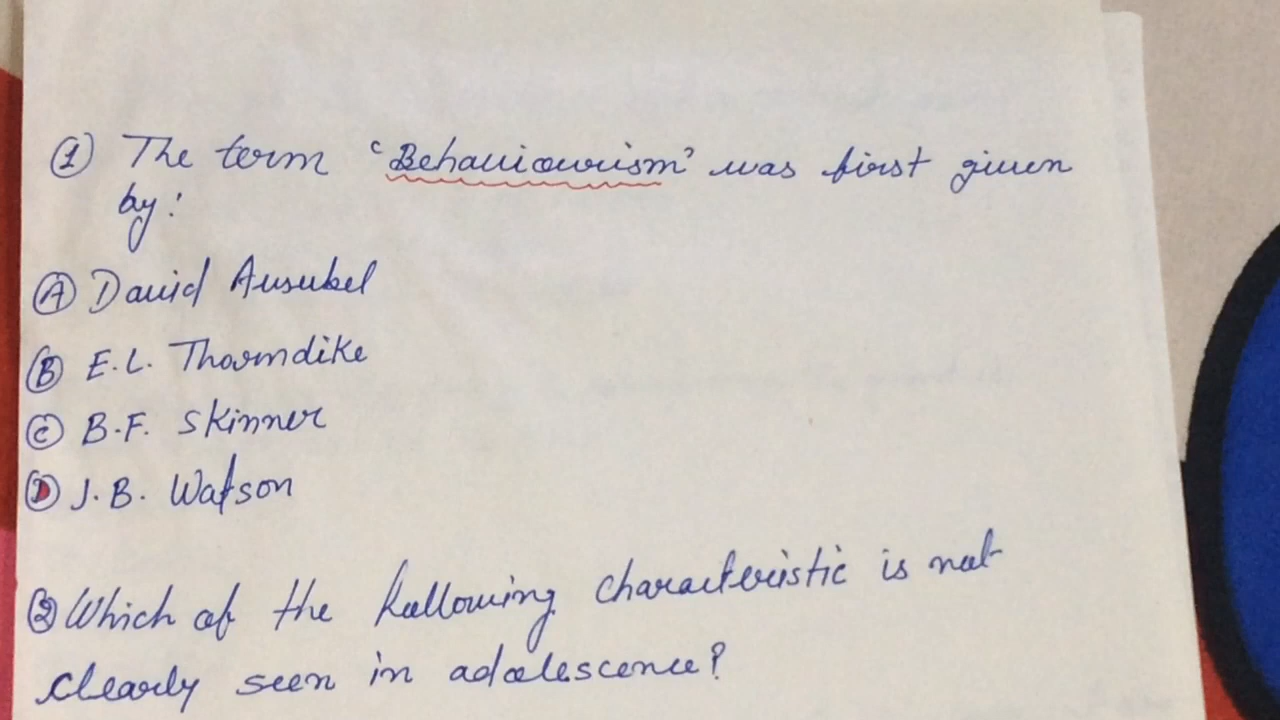 ① The term 'Behaviourism' was first given
by:
Ⓐ David Ausubel
Ⓑ E.L. Thorndike
Ⓒ B.F. Skinner
Ⓓ J.B. Watson
② Which of the following characteristic is not
clearly seen in adolescence?